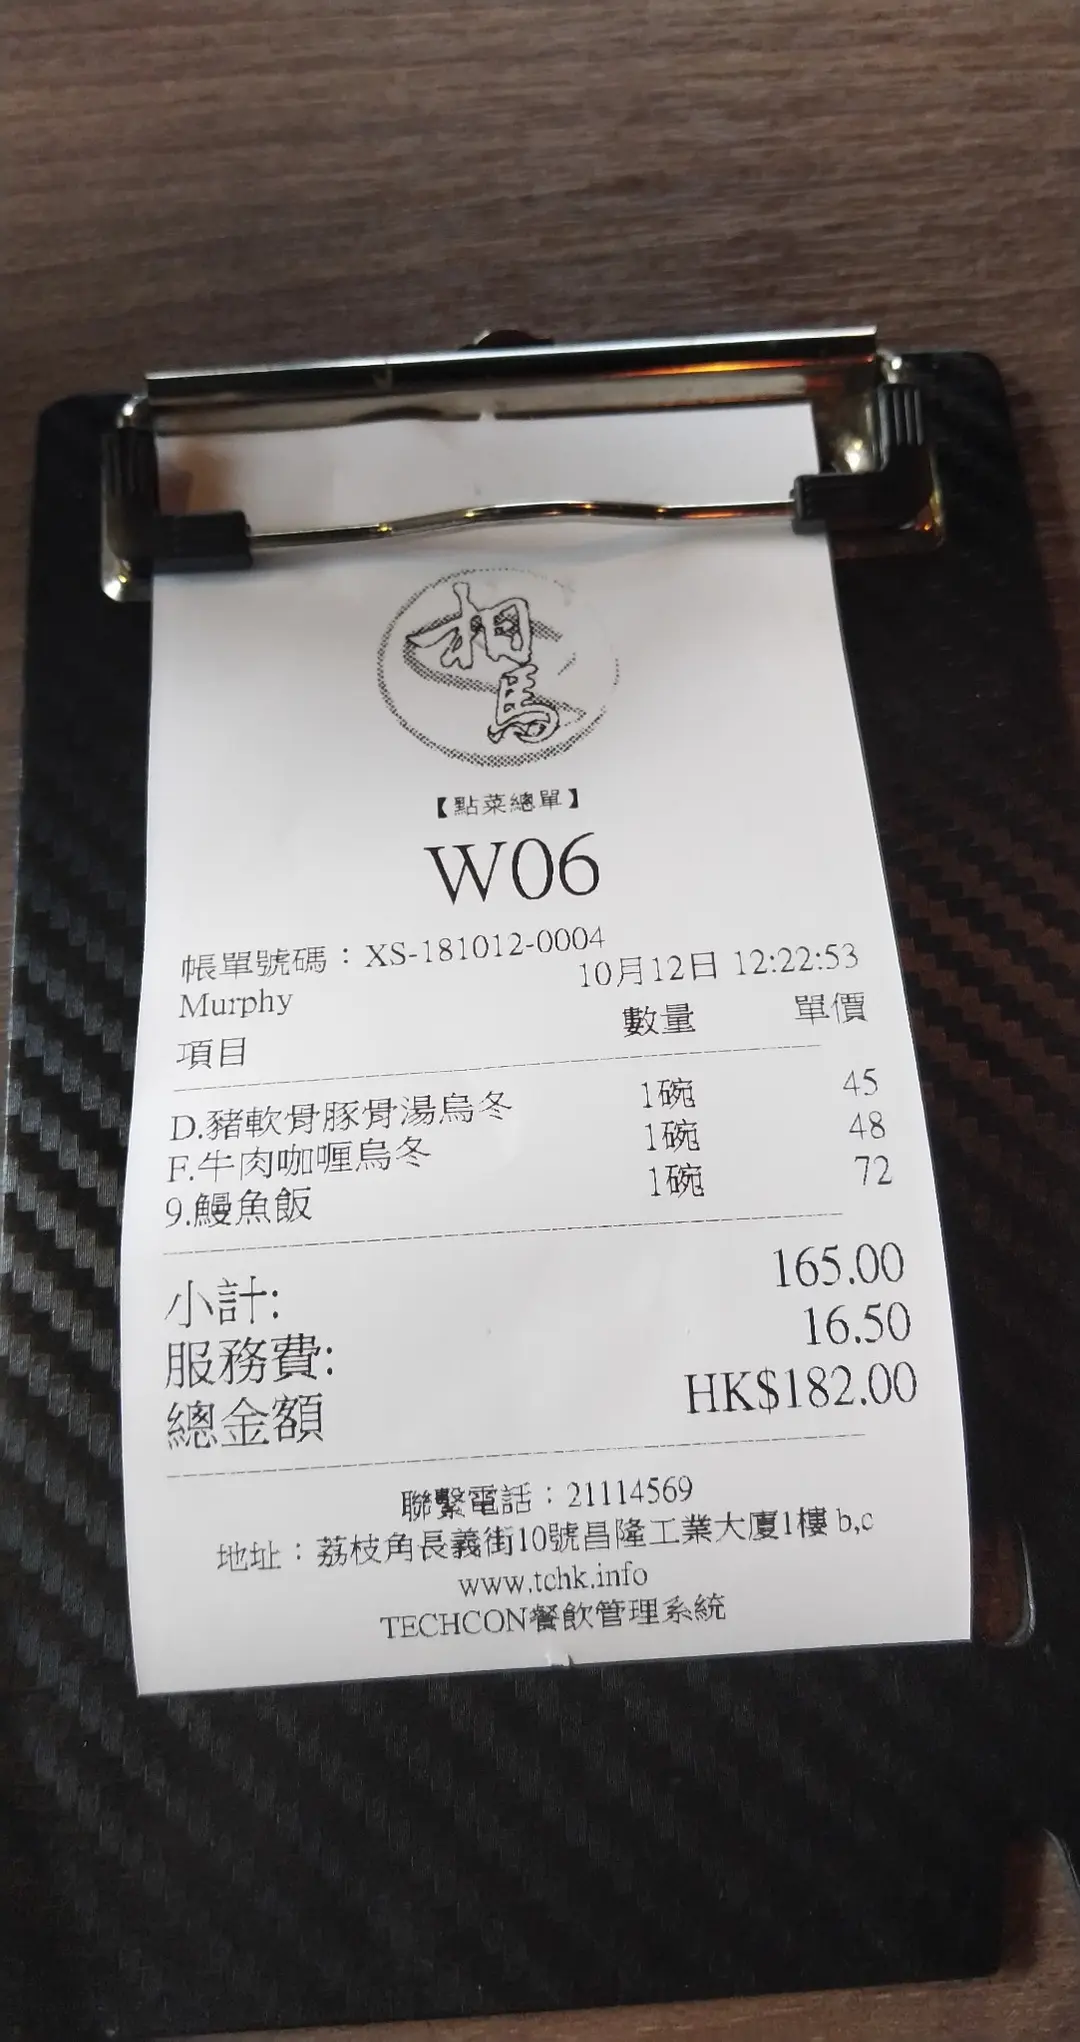 相馬
【點菜總單】
W06
帳單號碼：XS-181012-0004
10月12日 12:22:53
Murphy
項目 數量 單價
D.豬軟骨豚骨湯烏冬 1碗 45
F.牛肉咖喱烏冬 1碗 48
9.鰻魚飯 1碗 72
小計: 165.00
服務費: 16.50
總金額 HK$182.00
聯繫電話：21114569
地址：荔枝角長義街10號昌隆工業大廈1樓 b,c
www.tchk.info
TECHCON餐飲管理系統